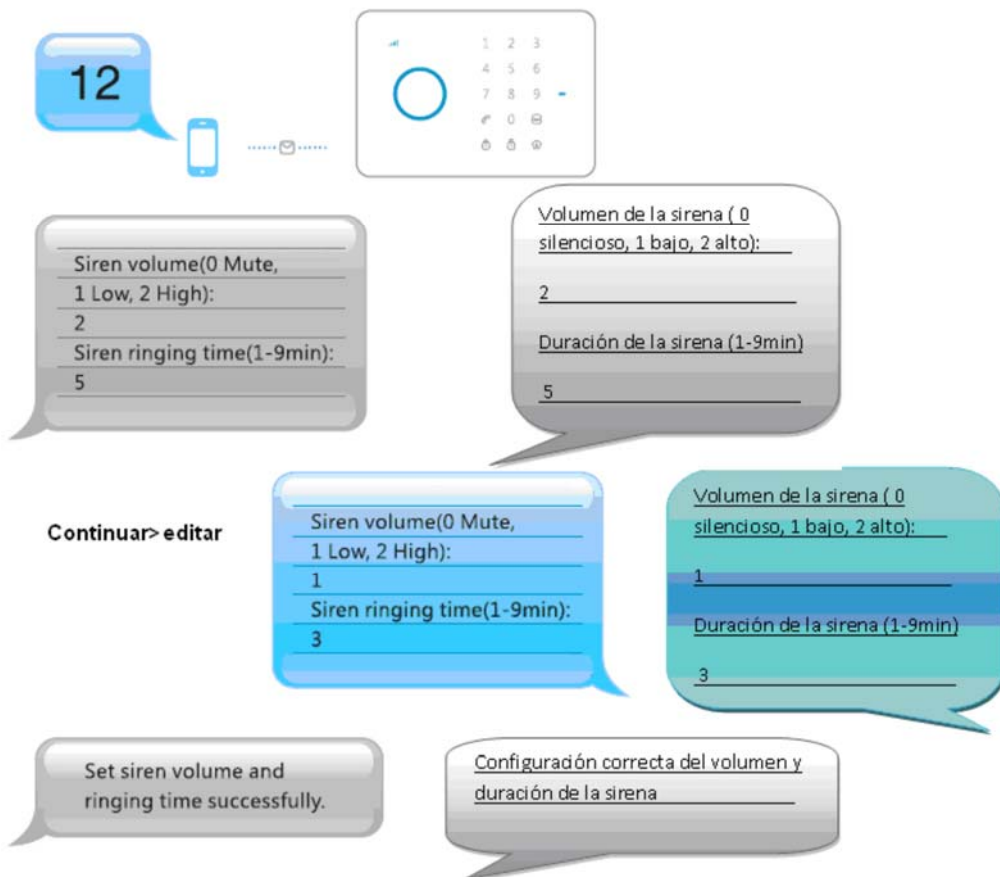 12
1 2 3
4 5 6
7 8 9
0
Siren volume(0 Mute,
1 Low, 2 High):
2
Siren ringing time(1-9min):
5
Volumen de la sirena ( 0
silencioso, 1 bajo, 2 alto):
2
Duración de la sirena (1-9min)
5
Continuar> editar
Siren volume(0 Mute,
1 Low, 2 High):
1
Siren ringing time(1-9min):
3
Volumen de la sirena ( 0
silencioso, 1 bajo, 2 alto):
1
Duración de la sirena (1-9min)
3
Set siren volume and
ringing time successfully.
Configuración correcta del volumen y
duración de la sirena